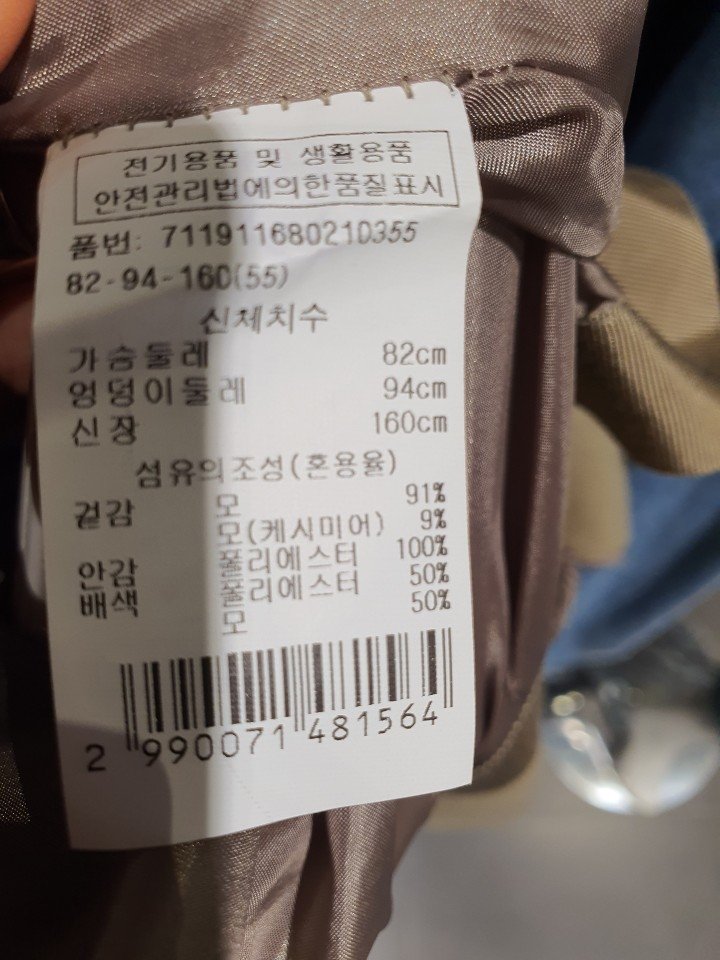 전기용품 및 생활용품
안전관리법에의한품질표시
품번: 711911680210355
82-94-160(55)
신체치수
가슴둘레 82cm
엉덩이둘레 94cm
신장 160cm
섬유의조성(혼용율)
겉감 모 91%
모(케시미어) 9%
안감 폴리에스터 100%
배색 폴리에스터 50%
모 50%
2 990071 481564